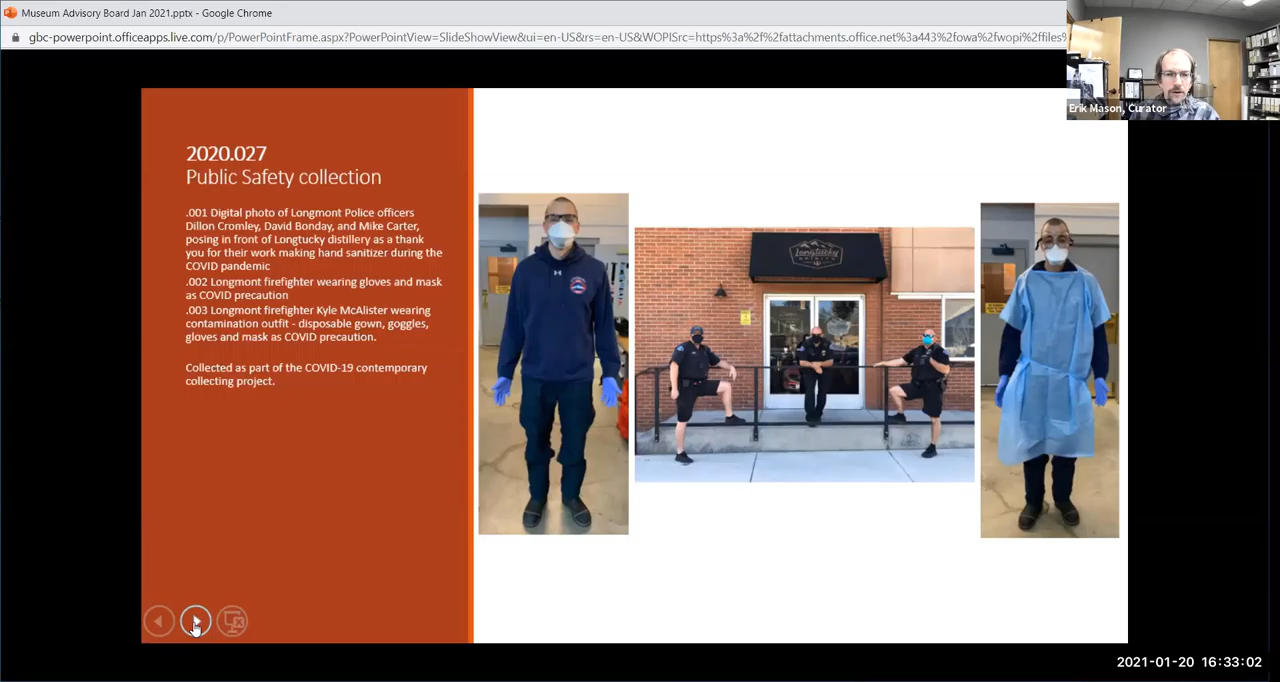 Museum Advisory Board Jan 2021.pptx - Google Chrome
gbc-powerpoint.officeapps.live.com/p/PowerPointFrame.aspx?PowerPointView=SlideShowView&ui=en-US&rs=en-US&WOPISrc=https%3a%2f%2fattachments.office.net%3a443%2fowa%2fwopi%2ffiles%
Erik Mason, Curator
2020.027
Public Safety collection
.001 Digital photo of Longmont Police officers
Dillon Cromley, David Bonday, and Mike Carter,
posing in front of Longtucky distillery as a thank
you for their work making hand sanitizer during the
COVID pandemic
.002 Longmont firefighter wearing gloves and mask
as COVID precaution
.003 Longmont firefighter Kyle McAlister wearing
contamination outfit - disposable gown, goggles,
gloves and mask as COVID precaution.
Collected as part of the COVID-19 contemporary
collecting project.
Longtucky
2021-01-20 16:33:02